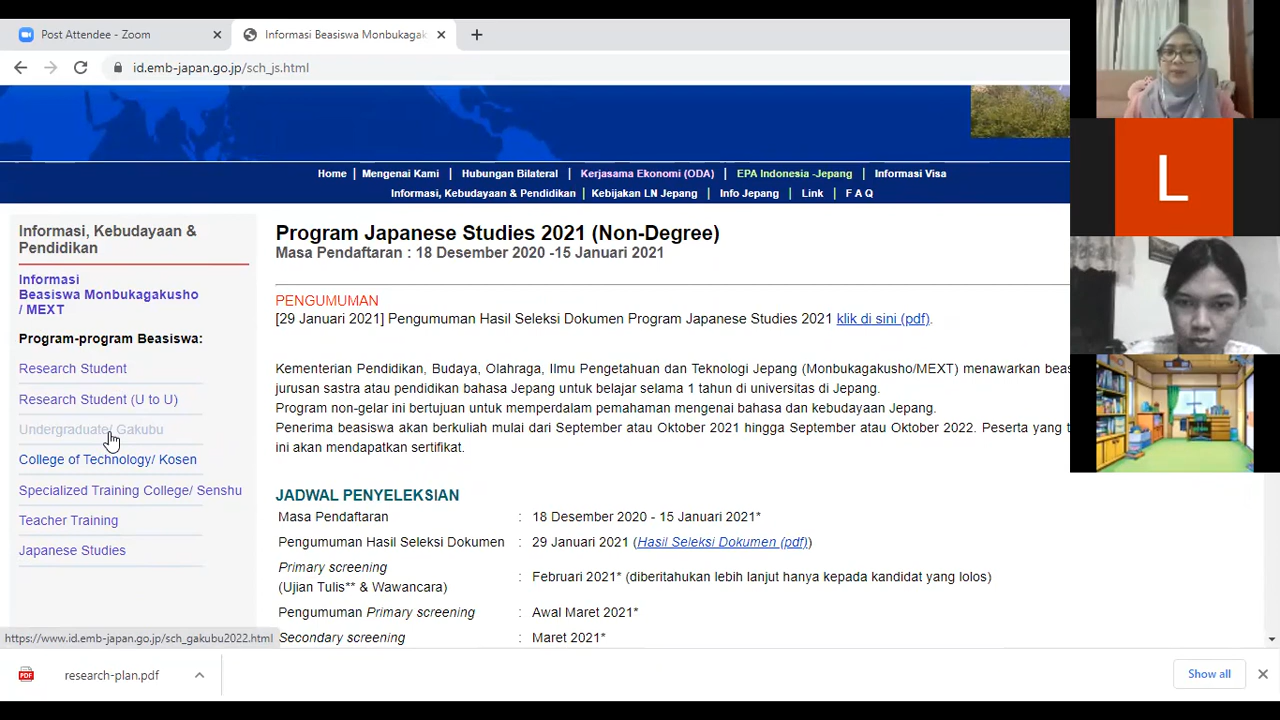 Post Attendee - Zoom
Informasi Beasiswa Monbukagak
id.emb-japan.go.jp/sch_js.html
Home | Mengenai Kami | Hubungan Bilateral | Kerjasama Ekonomi (ODA) | EPA Indonesia -Jepang | Informasi Visa
Informasi, Kebudayaan & Pendidikan | Kebijakan LN Jepang | Info Jepang | Link | F A Q
Informasi, Kebudayaan &
Pendidikan
Informasi
Beasiswa Monbukagakusho
/ MEXT
Program-program Beasiswa:
Research Student
Research Student (U to U)
Undergraduate/ Gakubu
College of Technology/ Kosen
Specialized Training College/ Senshu
Teacher Training
Japanese Studies
Program Japanese Studies 2021 (Non-Degree)
Masa Pendaftaran : 18 Desember 2020 -15 Januari 2021
PENGUMUMAN
[29 Januari 2021] Pengumuman Hasil Seleksi Dokumen Program Japanese Studies 2021 klik di sini (pdf).
Kementerian Pendidikan, Budaya, Olahraga, Ilmu Pengetahuan dan Teknologi Jepang (Monbukagakusho/MEXT) menawarkan bea
jurusan sastra atau pendidikan bahasa Jepang untuk belajar selama 1 tahun di universitas di Jepang.
Program non-gelar ini bertujuan untuk memperdalam pemahaman mengenai bahasa dan kebudayaan Jepang.
Penerima beasiswa akan berkuliah mulai dari September atau Oktober 2021 hingga September atau Oktober 2022. Peserta yang t
ini akan mendapatkan sertifikat.
JADWAL PENYELEKSIAN
Masa Pendaftaran : 18 Desember 2020 - 15 Januari 2021*
Pengumuman Hasil Seleksi Dokumen : 29 Januari 2021 (Hasil Seleksi Dokumen (pdf))
Primary screening
(Ujian Tulis** & Wawancara) : Februari 2021* (diberitahukan lebih lanjut hanya kepada kandidat yang lolos)
Pengumuman Primary screening : Awal Maret 2021*
Secondary screening : Maret 2021*
https://www.id.emb-japan.go.jp/sch_gakubu2022.html
PDF
research-plan.pdf
Show all
L